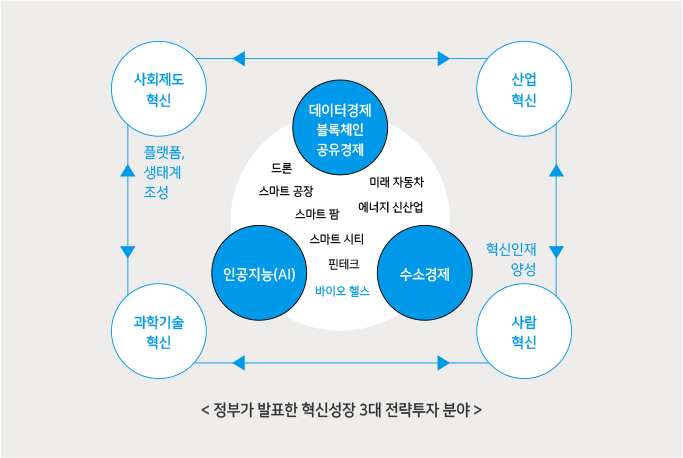 사회제도
혁신
산업
혁신
데이터경제
블록체인
공유경제
플랫폼,
생태계
조성
드론
미래 자동차
스마트 공장
에너지 신산업
스마트 팜
스마트 시티
핀테크
바이오 헬스
인공지능(AI)
수소경제
혁신인재
양성
과학기술
혁신
사람
혁신
< 정부가 발표한 혁신성장 3대 전략투자 분야 >